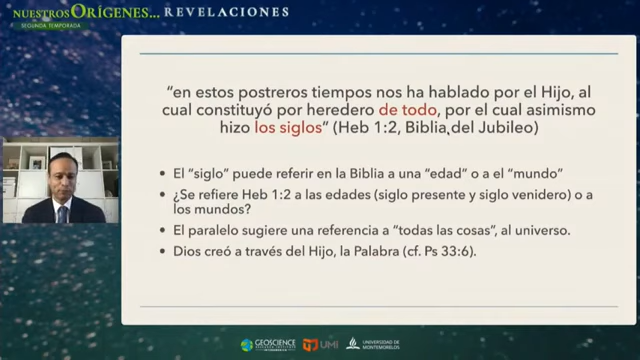 NUESTROS ORÍGENES... REVELACIONES
SEGUNDA TEMPORADA
“en estos postreros tiempos nos ha hablado por el Hijo, al
cual constituyó por heredero de todo, por el cual asimismo
hizo los siglos” (Heb 1:2, Biblia del Jubileo)
• El “siglo” puede referir en la Biblia a una “edad” o a el “mundo”
• ¿Se refiere Heb 1:2 a las edades (siglo presente y siglo venidero) o a
los mundos?
• El paralelo sugiere una referencia a “todas las cosas”, al universo.
• Dios creó a través del Hijo, la Palabra (cf. Ps 33:6).
GEOSCIENCE
UMI
UNIVERSIDAD DE
MONTEMORELOS